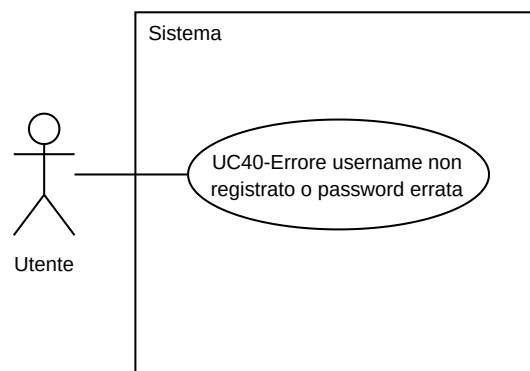 Sistema
UC40-Errore username non
registrato o password errata
Utente